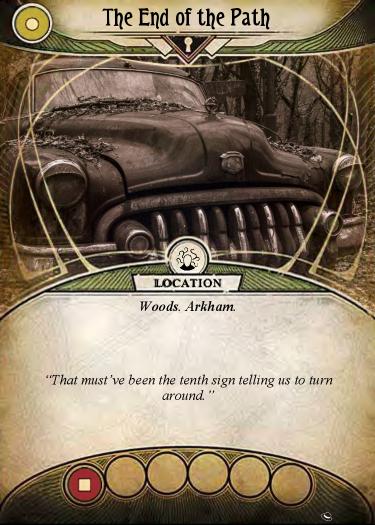 The End of the Path
LOCATION
Woods. Arkham.
“That must’ve been the tenth sign telling us to turn
around.”